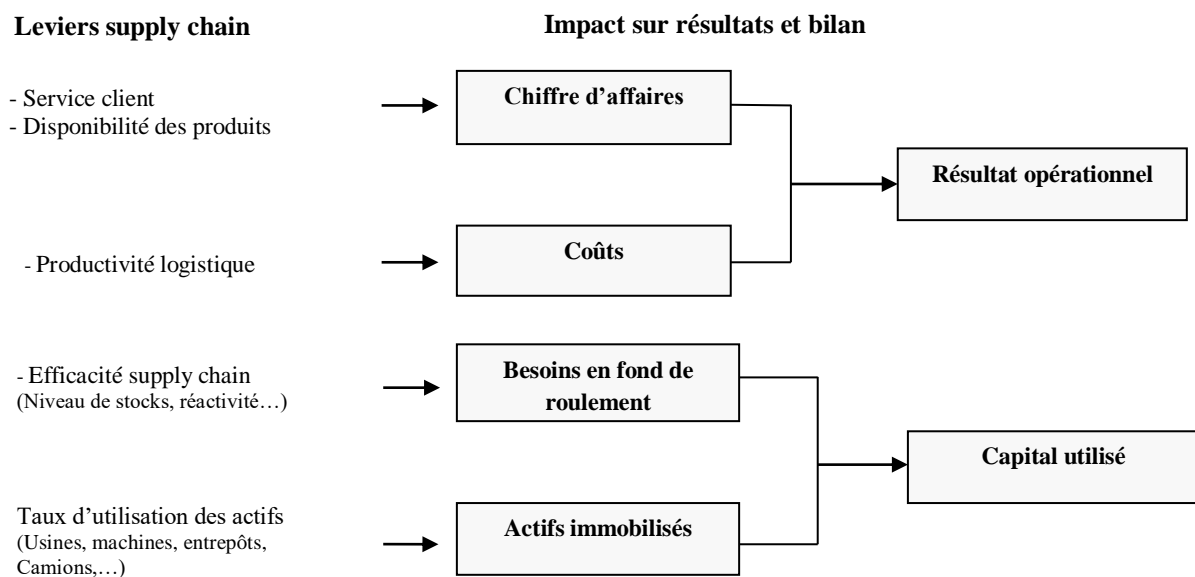 Leviers supply chain
Impact sur résultats et bilan
- Service client
- Disponibilité des produits
Chiffre d’affaires
Résultat opérationnel
- Productivité logistique
Coûts
- Efficacité supply chain
(Niveau de stocks, réactivité…)
Besoins en fond de
roulement
Capital utilisé
Taux d’utilisation des actifs
(Usines, machines, entrepôts,
Camions,…)
Actifs immobilisés